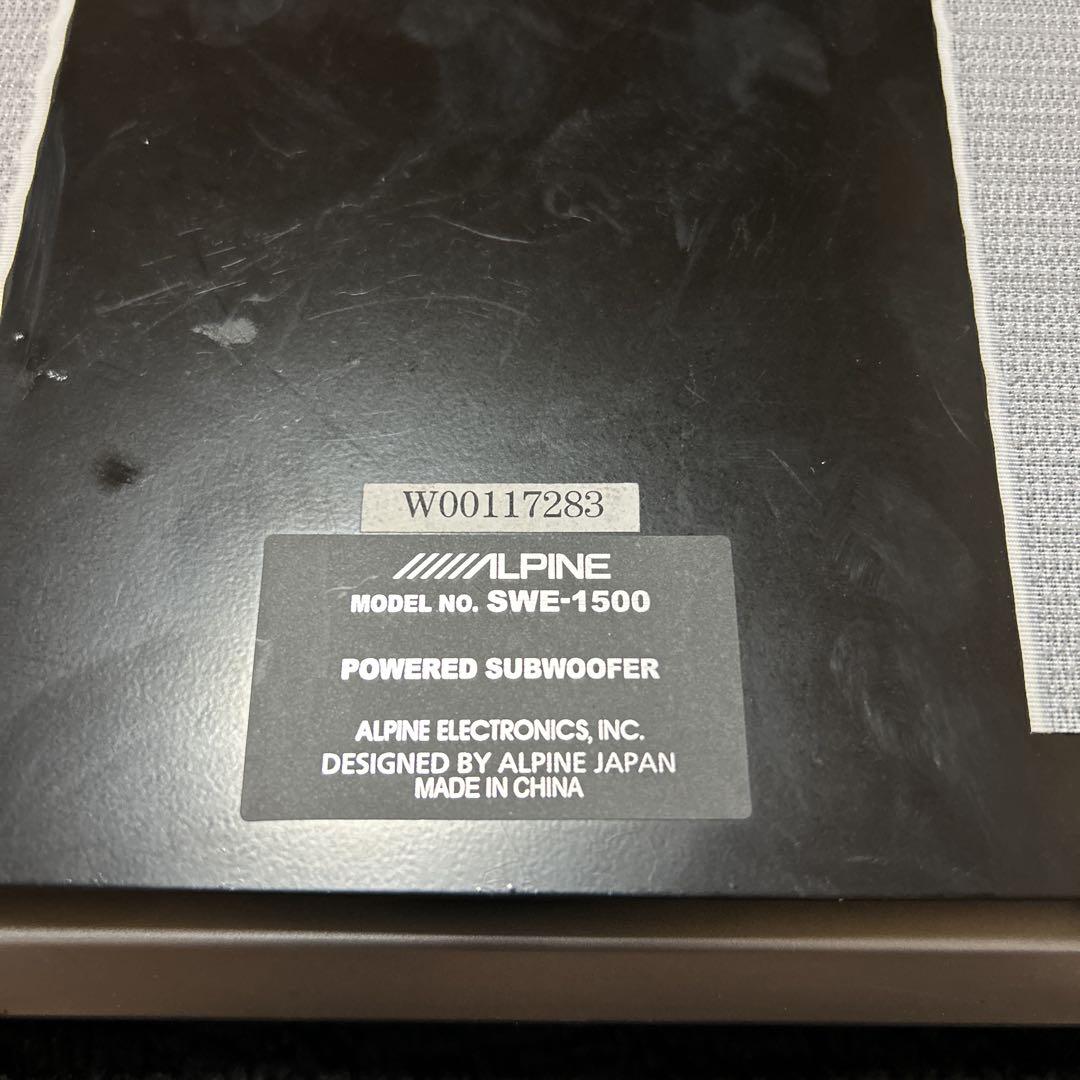 W00117283
ALPINE
MODEL NO. SWE-1500
POWERED SUBWOOFER
ALPINE ELECTRONICS, INC.
DESIGNED BY ALPINE JAPAN
MADE IN CHINA